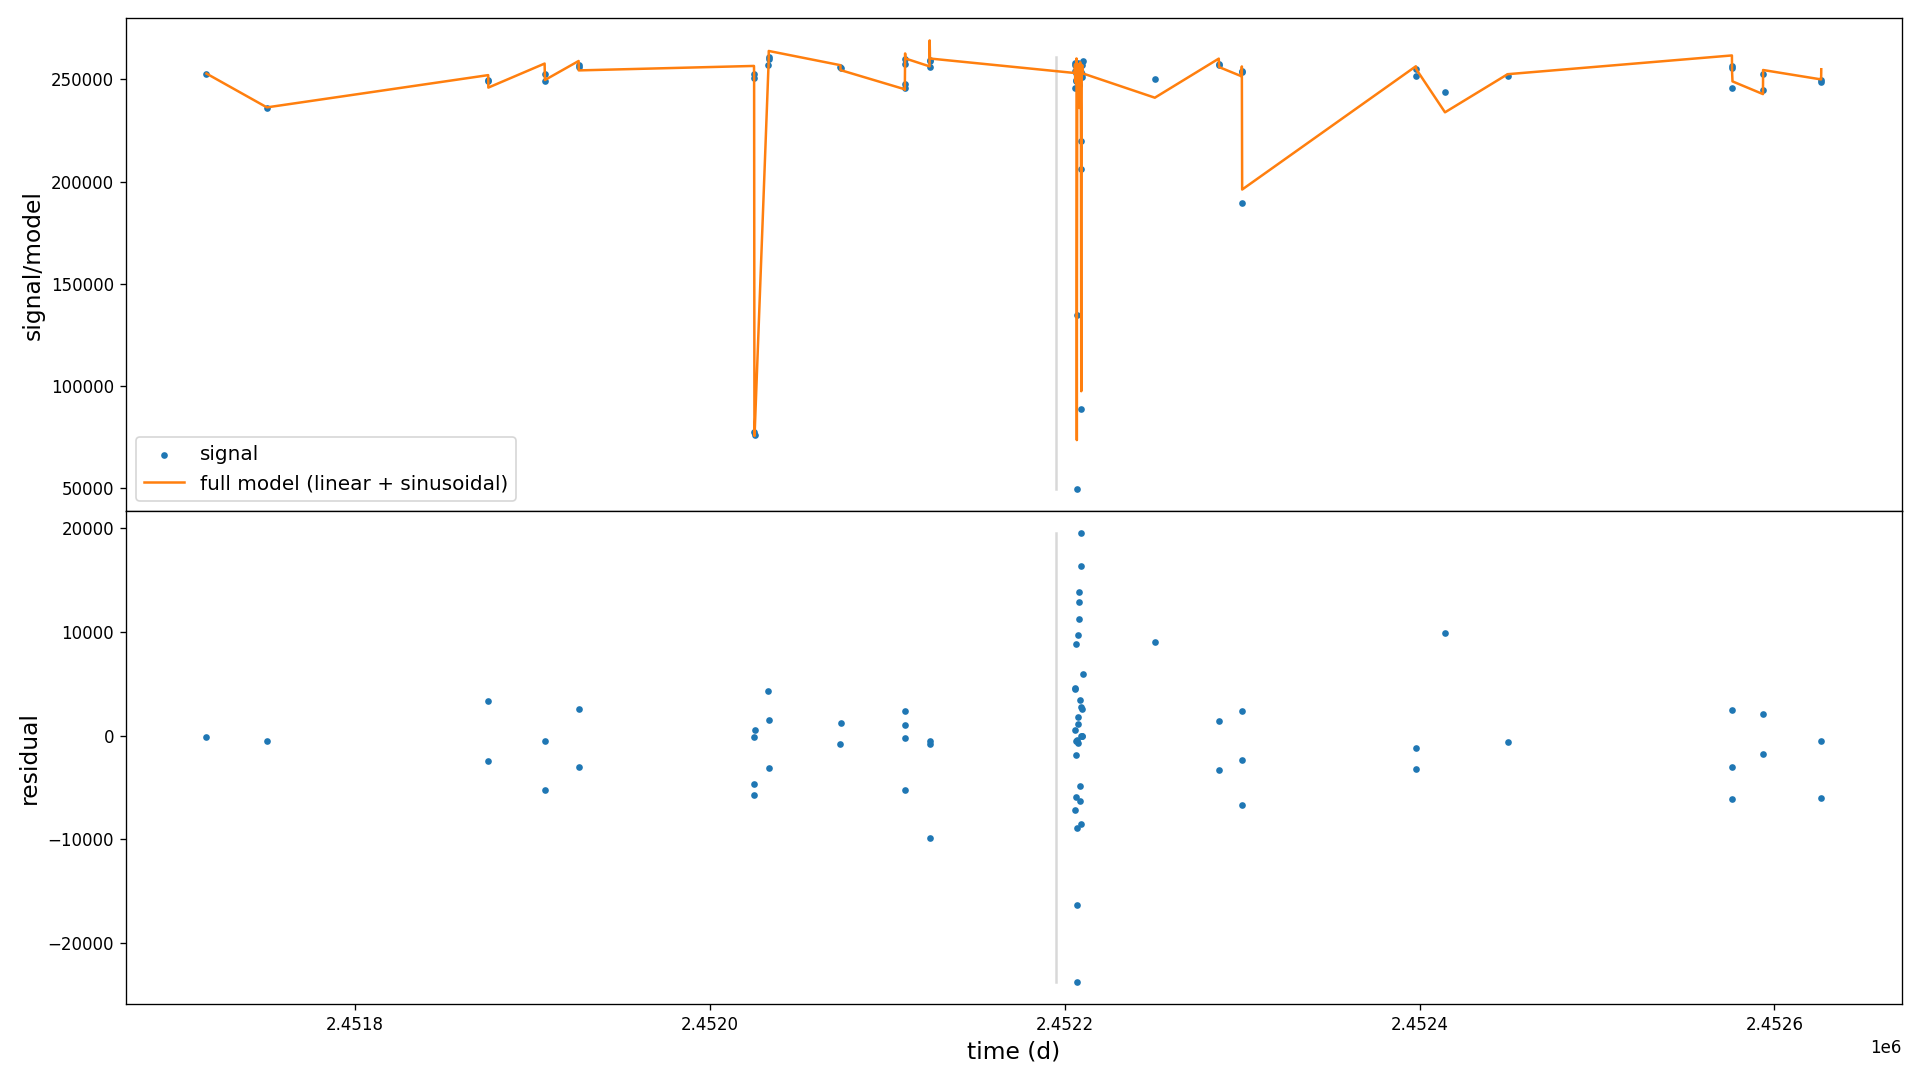 signal/model
250000
200000
150000
100000
50000
signal
full model (linear + sinusoidal)
residual
20000
10000
0
−10000
−20000
2.4518
2.4520
2.4522
2.4524
2.4526
1e6
time (d)